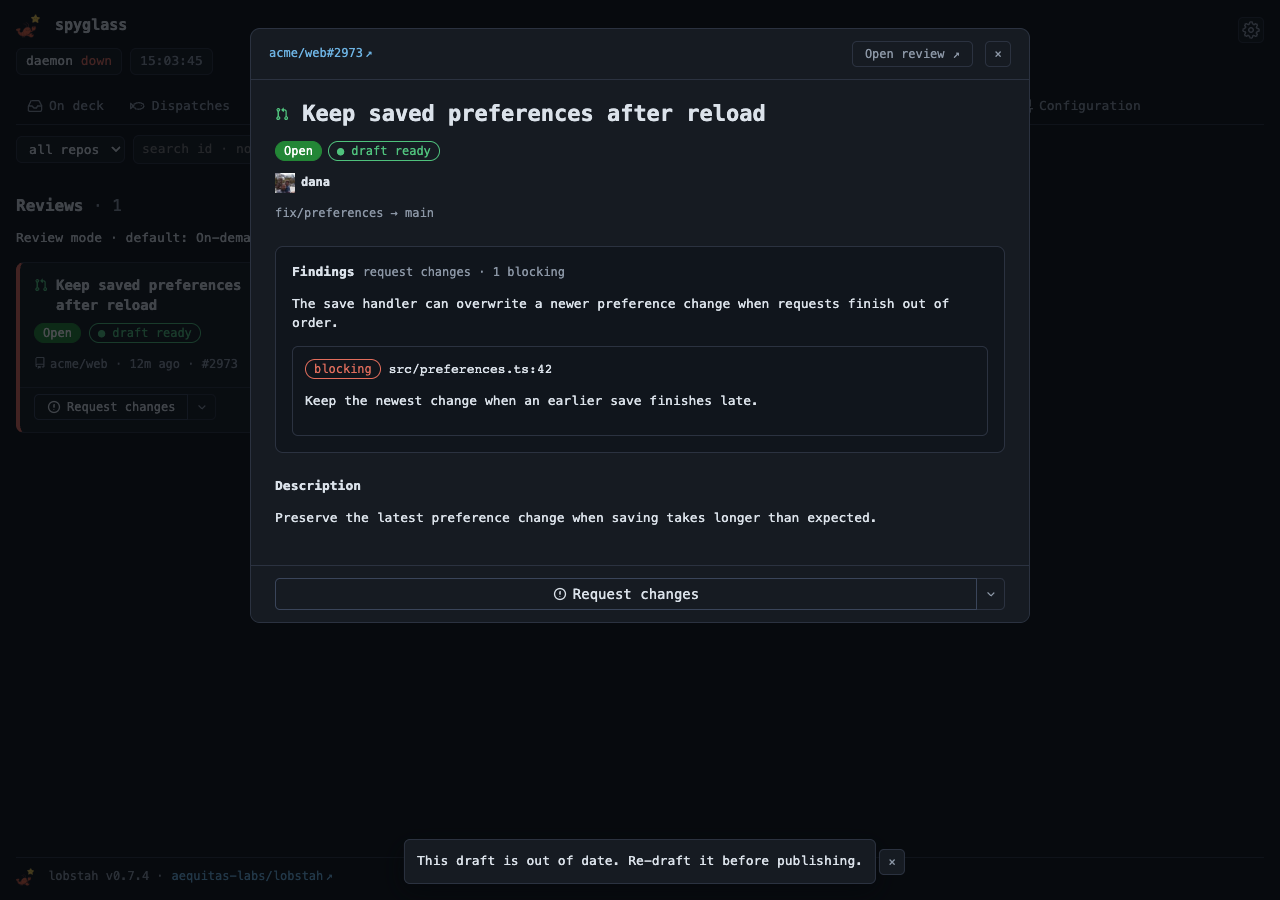 spyglass
daemon down
15:03:45
On deck
Dispatches
Configuration
all repos
search id · no
Reviews · 1
Review mode · default: On-dema
Keep saved preferences
after reload
Open
draft ready
acme/web · 12m ago · #2973
Request changes
acme/web#2973↗
Open review ↗
×
Keep saved preferences after reload
Open
draft ready
dana
fix/preferences → main
Findings request changes · 1 blocking
The save handler can overwrite a newer preference change when requests finish out of
order.
blocking src/preferences.ts:42
Keep the newest change when an earlier save finishes late.
Description
Preserve the latest preference change when saving takes longer than expected.
Request changes
This draft is out of date. Re-draft it before publishing.
×
lobstah v0.7.4 · aequitas-labs/lobstah↗